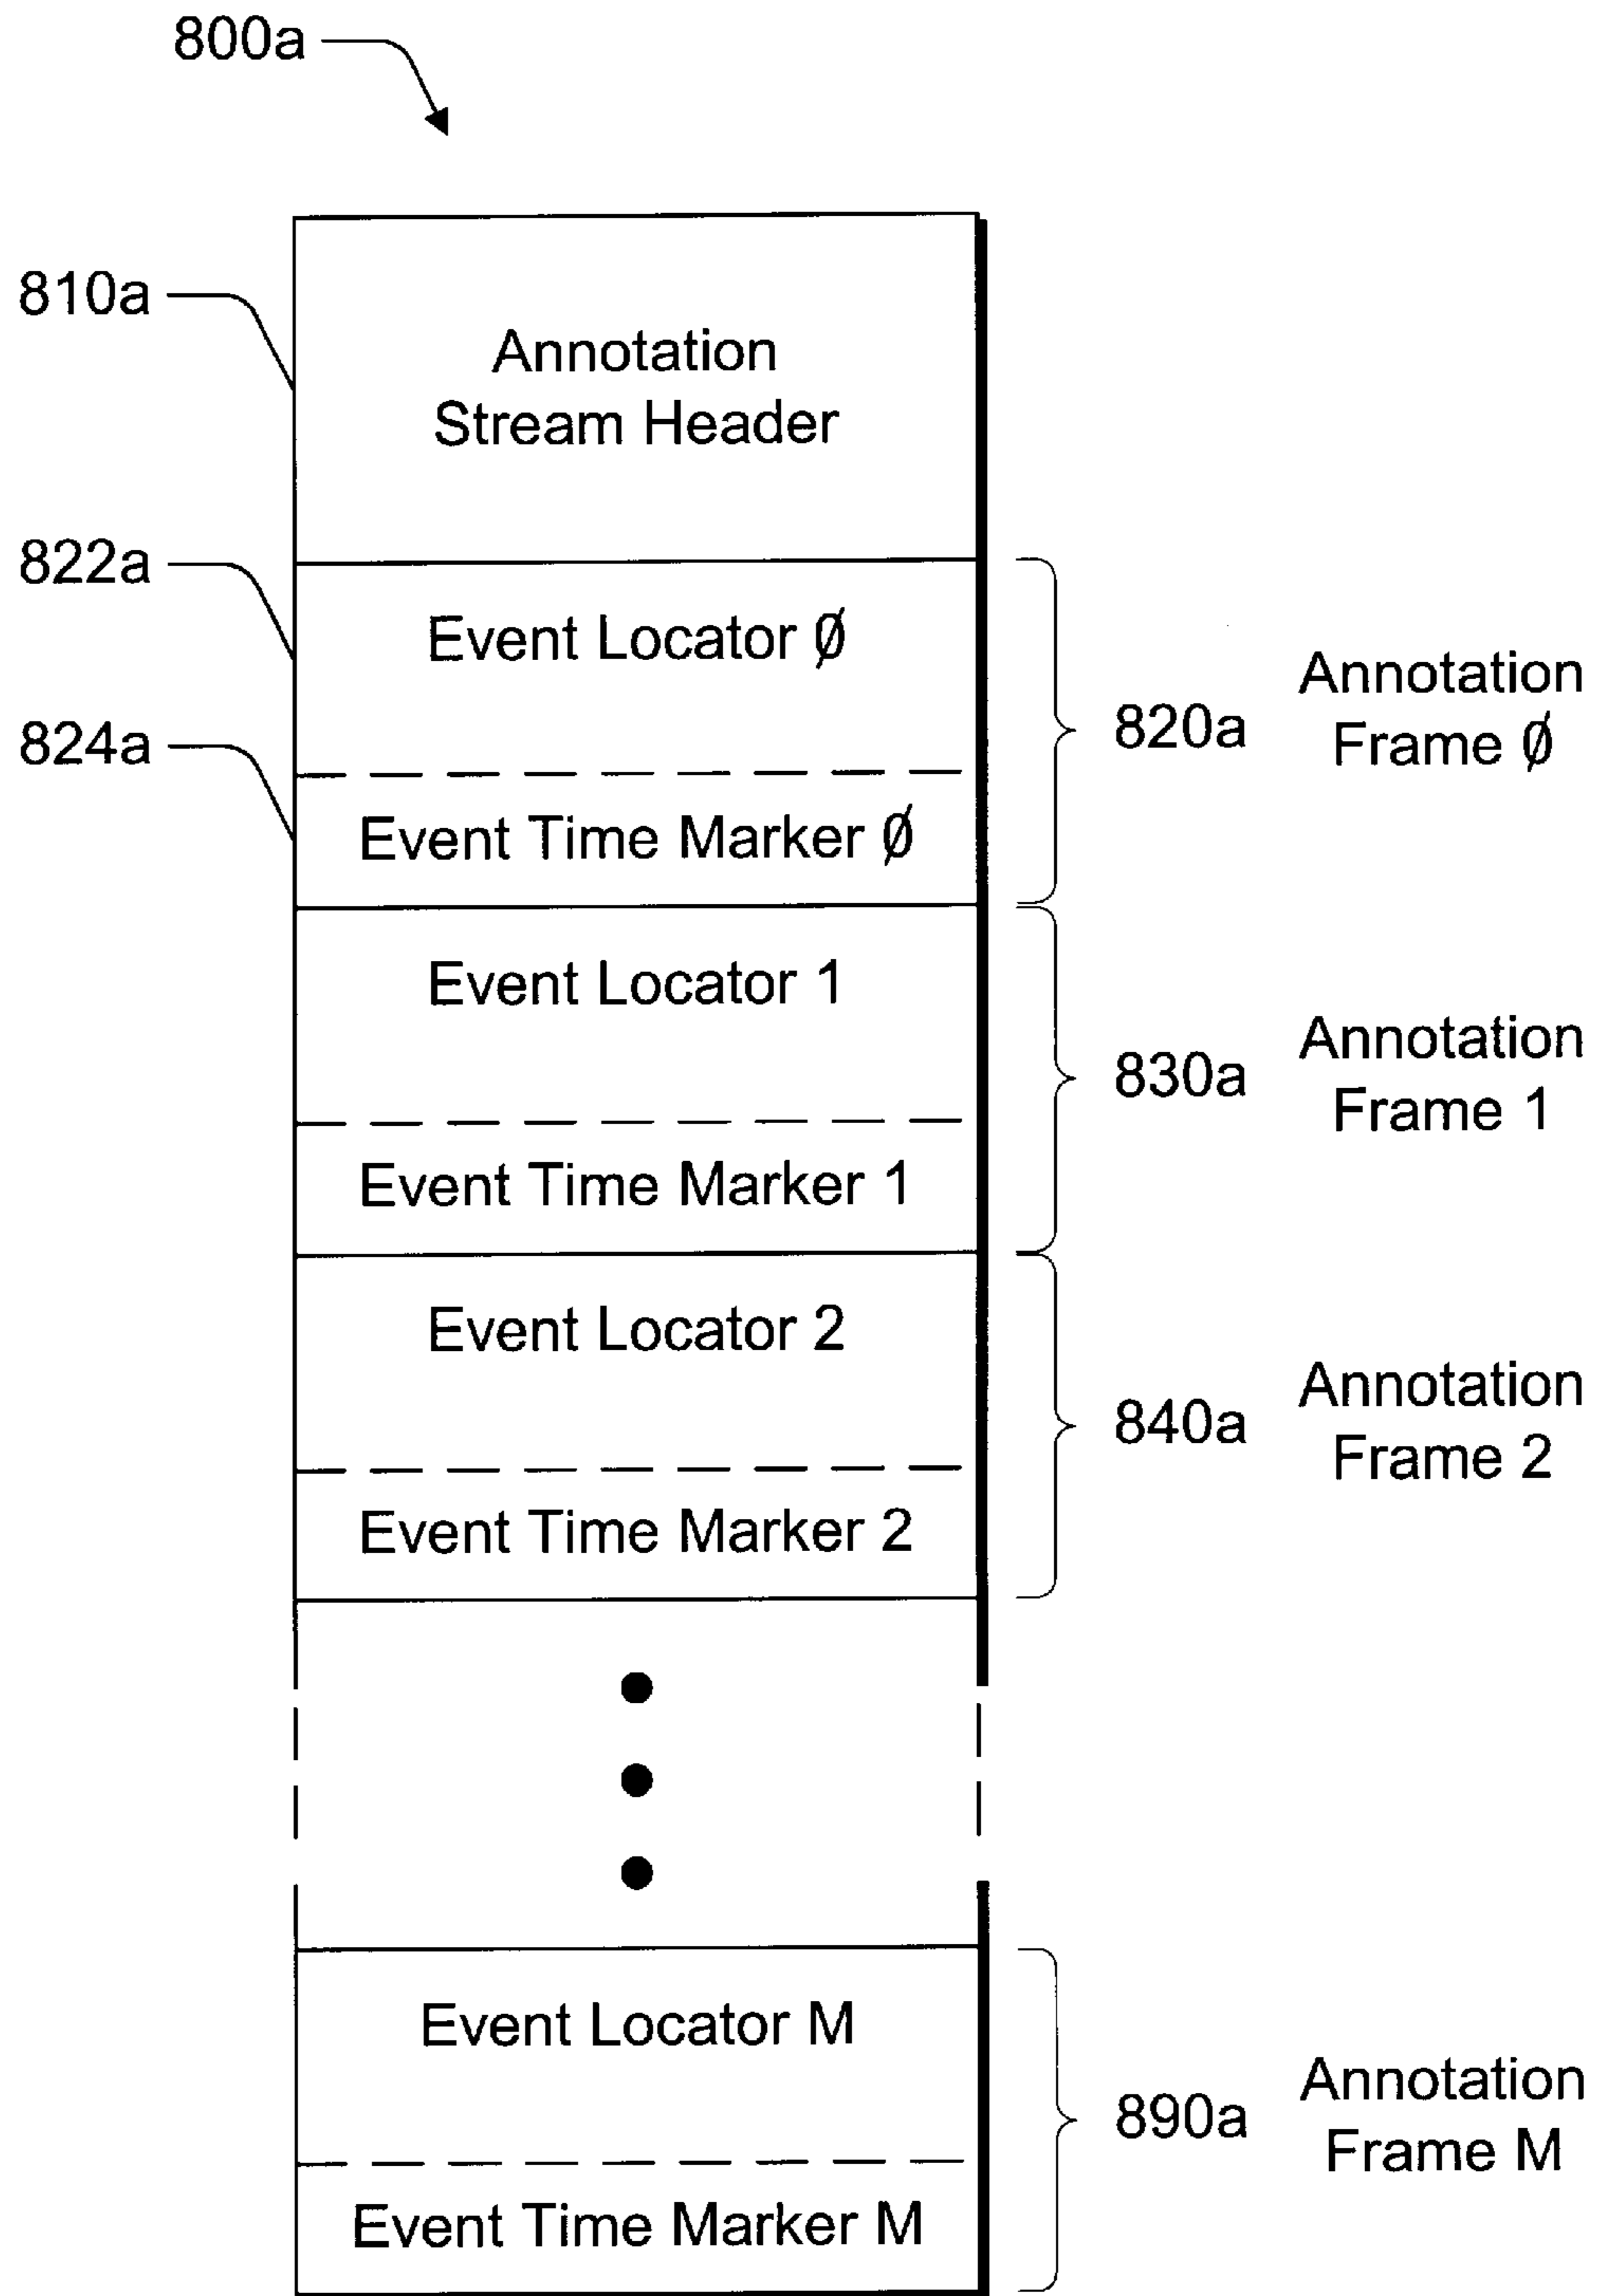 800a
810a
Annotation
Stream Header
822a
Event Locator Ø
824a
Event Time Marker Ø
820a
Annotation
Frame Ø
Event Locator 1
Event Time Marker 1
830a
Annotation
Frame 1
Event Locator 2
Event Time Marker 2
840a
Annotation
Frame 2
Event Locator M
Event Time Marker M
890a
Annotation
Frame M